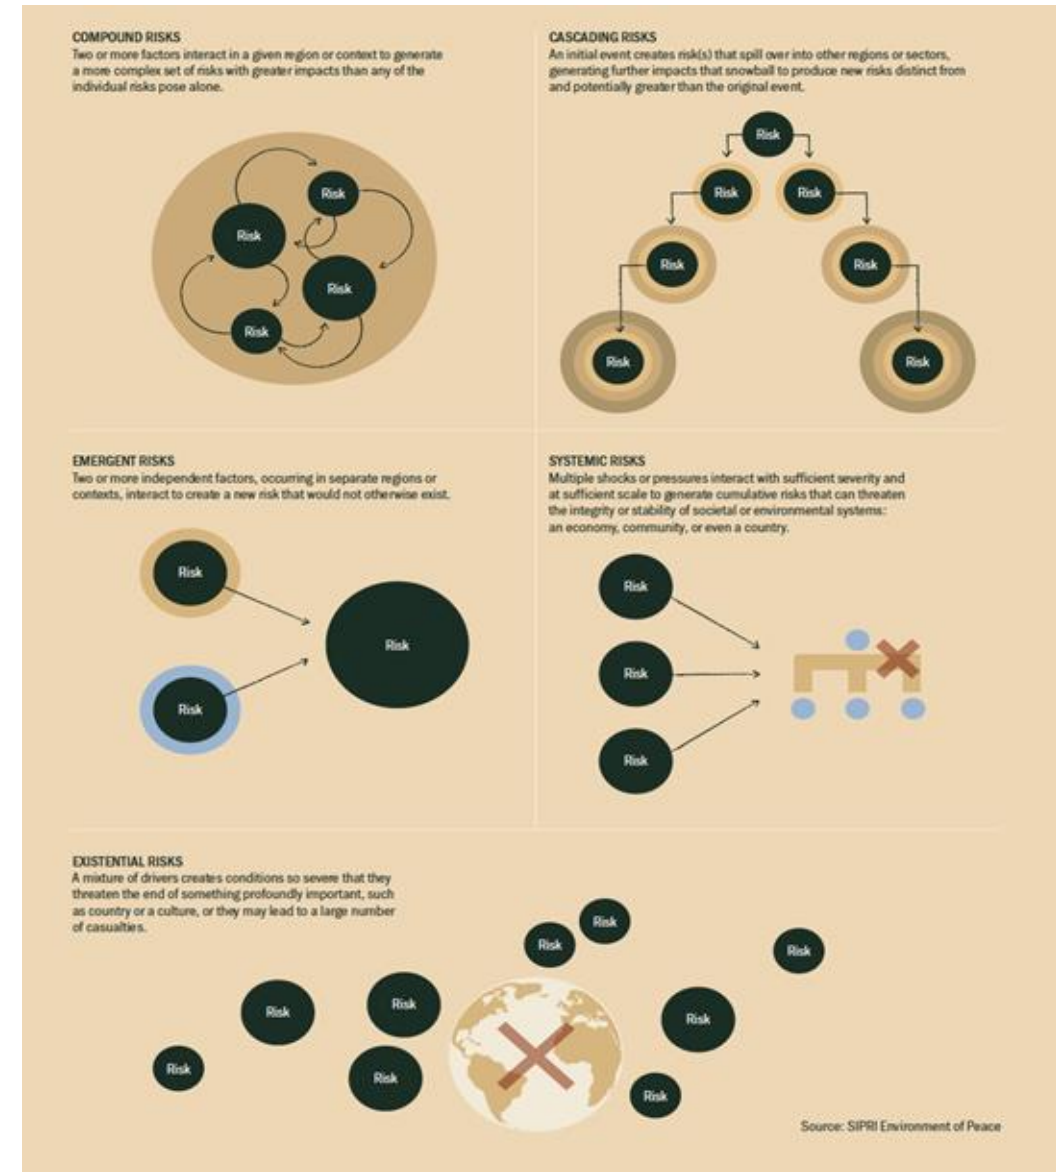 COMPOUND RISKS
Two or more factors interact in a given region or context to generate
a more complex set of risks with greater impacts than any of the
individual risks pose alone.
Risk
Risk
Risk
Risk
CASCADING RISKS
An initial event creates risk(s) that spill over into other regions or sectors,
generating further impacts that snowball to produce new risks distinct from
and potentially greater than the original event.
Risk
Risk
Risk
Risk
Risk
Risk
Risk
EMERGENT RISKS
Two or more independent factors, occurring in separate regions or
contexts, interact to create a new risk that would not otherwise exist.
Risk
Risk
Risk
SYSTEMIC RISKS
Multiple shocks or pressures interact with sufficient severity and
at sufficient scale to generate cumulative risks that can threaten
the integrity or stability of societal or environmental systems:
an economy, community, or even a country.
Risk
Risk
Risk
EXISTENTIAL RISKS
A mixture of drivers creates conditions so severe that they
threaten the end of something profoundly important, such
as country or a culture, or they may lead to a large number
of casualties.
Risk
Risk
Risk
Risk
Risk
Risk
Risk
Risk
Risk
Source: SIPRI Environment of Peace